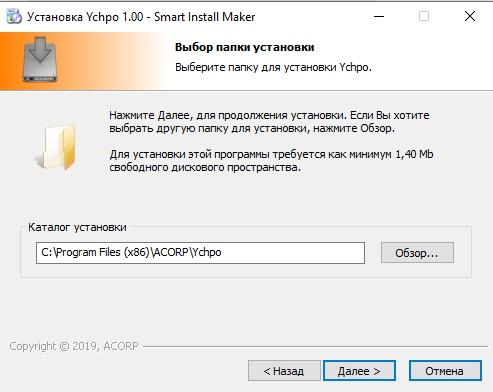 Установка Ychpo 1.00 - Smart Install Maker
Выбор папки установки
Выберите папку для установки Ychpo.
Нажмите Далее, для продолжения установки. Если Вы хотите
выбрать другую папку для установки, нажмите Обзор.
Для установки этой программы требуется как минимум 1,40 Mb
свободного дискового пространства.
Каталог установки
C:\Program Files (x86)\ACORP\Ychpo
Обзор...
Copyright © 2019, ACORP
< Назад
Далее >
Отмена